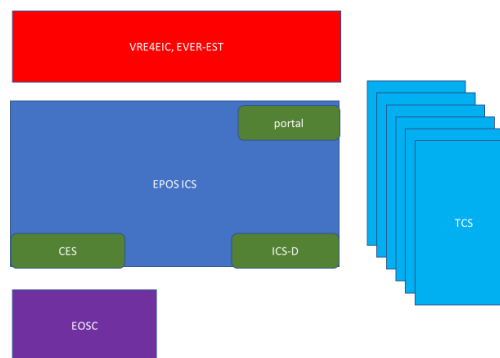 VRE4EIC, EVER-EST
portal
EPOS ICS
TCS
CES
ICS-D
EOSC